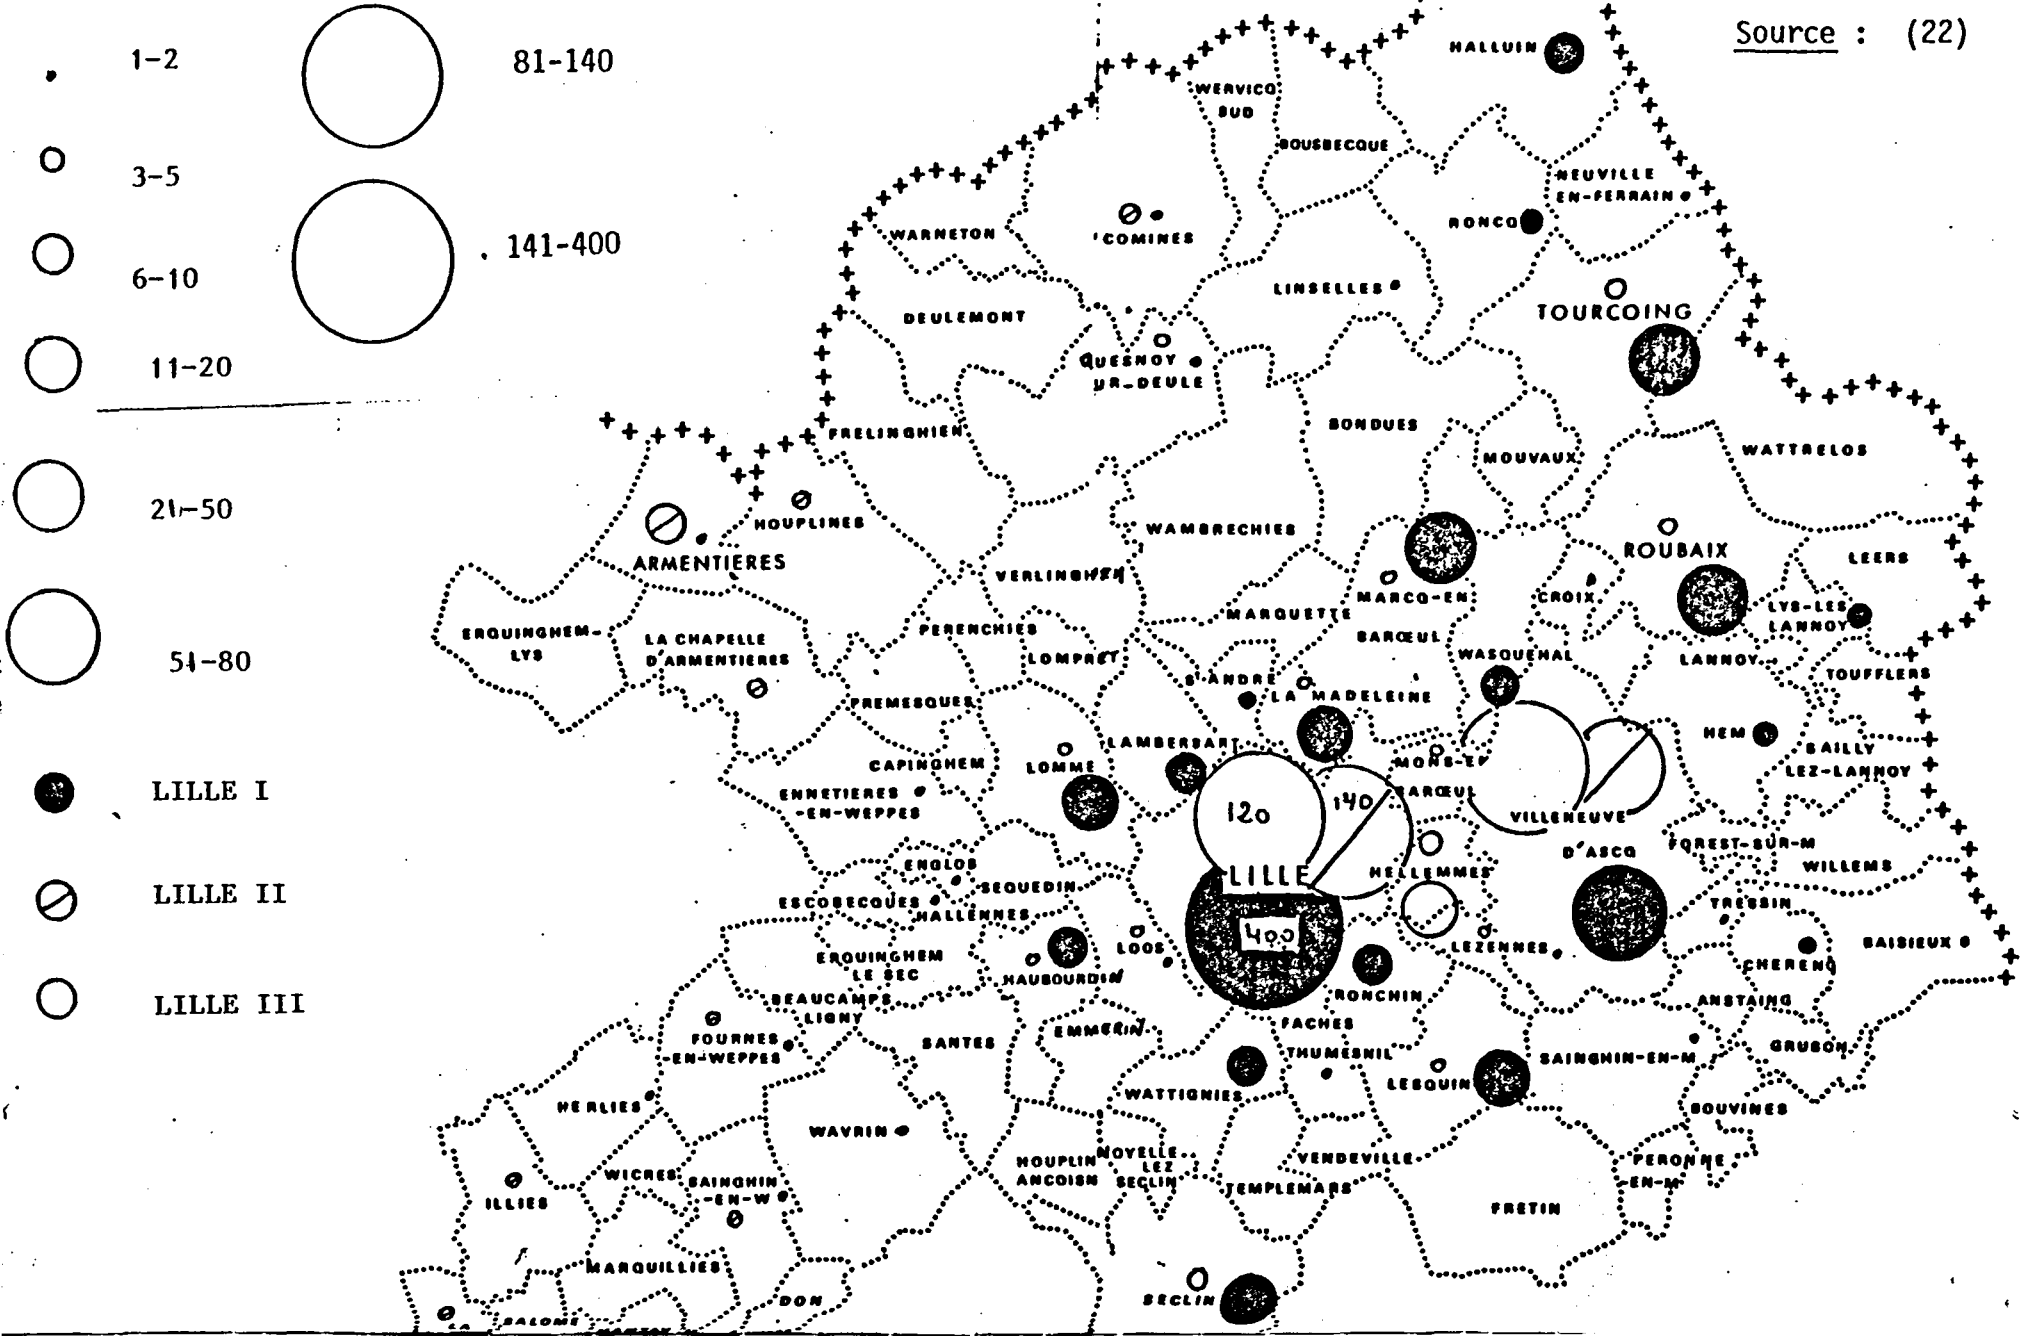 1-2
81-140
3-5
141-400
6-10
11-20
51-80
LILLE I
LILLE II
LILLE III
Source : (22)
HALLUIN
WERVICQ
SUD
BOUSBECQUE
NEUVILLE
EN-FERRAIN
RONCQ
WARNETON
COMINES
LINSELLES
TOURCOING
DEULEMONT
QUESNOY
UR-DEULE
FRELINGHIEN
BONDUES
MOUVAUX
WATTRELOS
HOUPLINES
WAMBRECHIES
ARMENTIERES
ROUBAIX
LEERS
VERLINGHEM
MARCQ-EN
BARŒUL
CROIX
LYS-LES
LANNOY
MARQUETTE
ERQUINGHEM-
LYS
LA CHAPELLE
D'ARMENTIERES
PERENCHIES
LOMPRET
WASQUEHAL
LANNOY
TOUFFLERS
PREMESQUES
S'ANDRE
LA MADELEINE
HEM
SAILLY
LEZ-LANNOY
LAMBERSART
CAPINGHEM
LOMME
MONS-EN
BARŒUL
ENNETIERES
-EN-WEPPES
120
140
VILLENEUVE
D'ASCQ
FOREST-SUR-M
WILLEMS
ENGLOS
SEQUEDIN
LILLE
HELLEMMES
ESCOBECQUES
HALLENNES
400
TRESSIN
LOOS
LEZENNES
BAISIEUX
CHERENG
ERQUINGHEM
LE SEC
HAUBOURDIN
RONCHIN
ANSTAING
BEAUCAMPS
LIGNY
FACHES
THUMESNIL
EMMERIN
FOURNES
-EN-WEPPES
SANTES
SAINGHIN-EN-M
GRUSON
LESQUIN
WATTIGNIES
HERLIES
BOUVINES
WAVRIN
HOUPLIN
ANCOISN
NOYELLE
LEZ
SECLIN
VENDEVILLE
PERONNE
-EN-M
WICRES
SAINGHIN
-EN-W
ILLIES
TEMPLEMARS
FRETIN
MARQUILLIES
DON
SECLIN
LA
SALOME